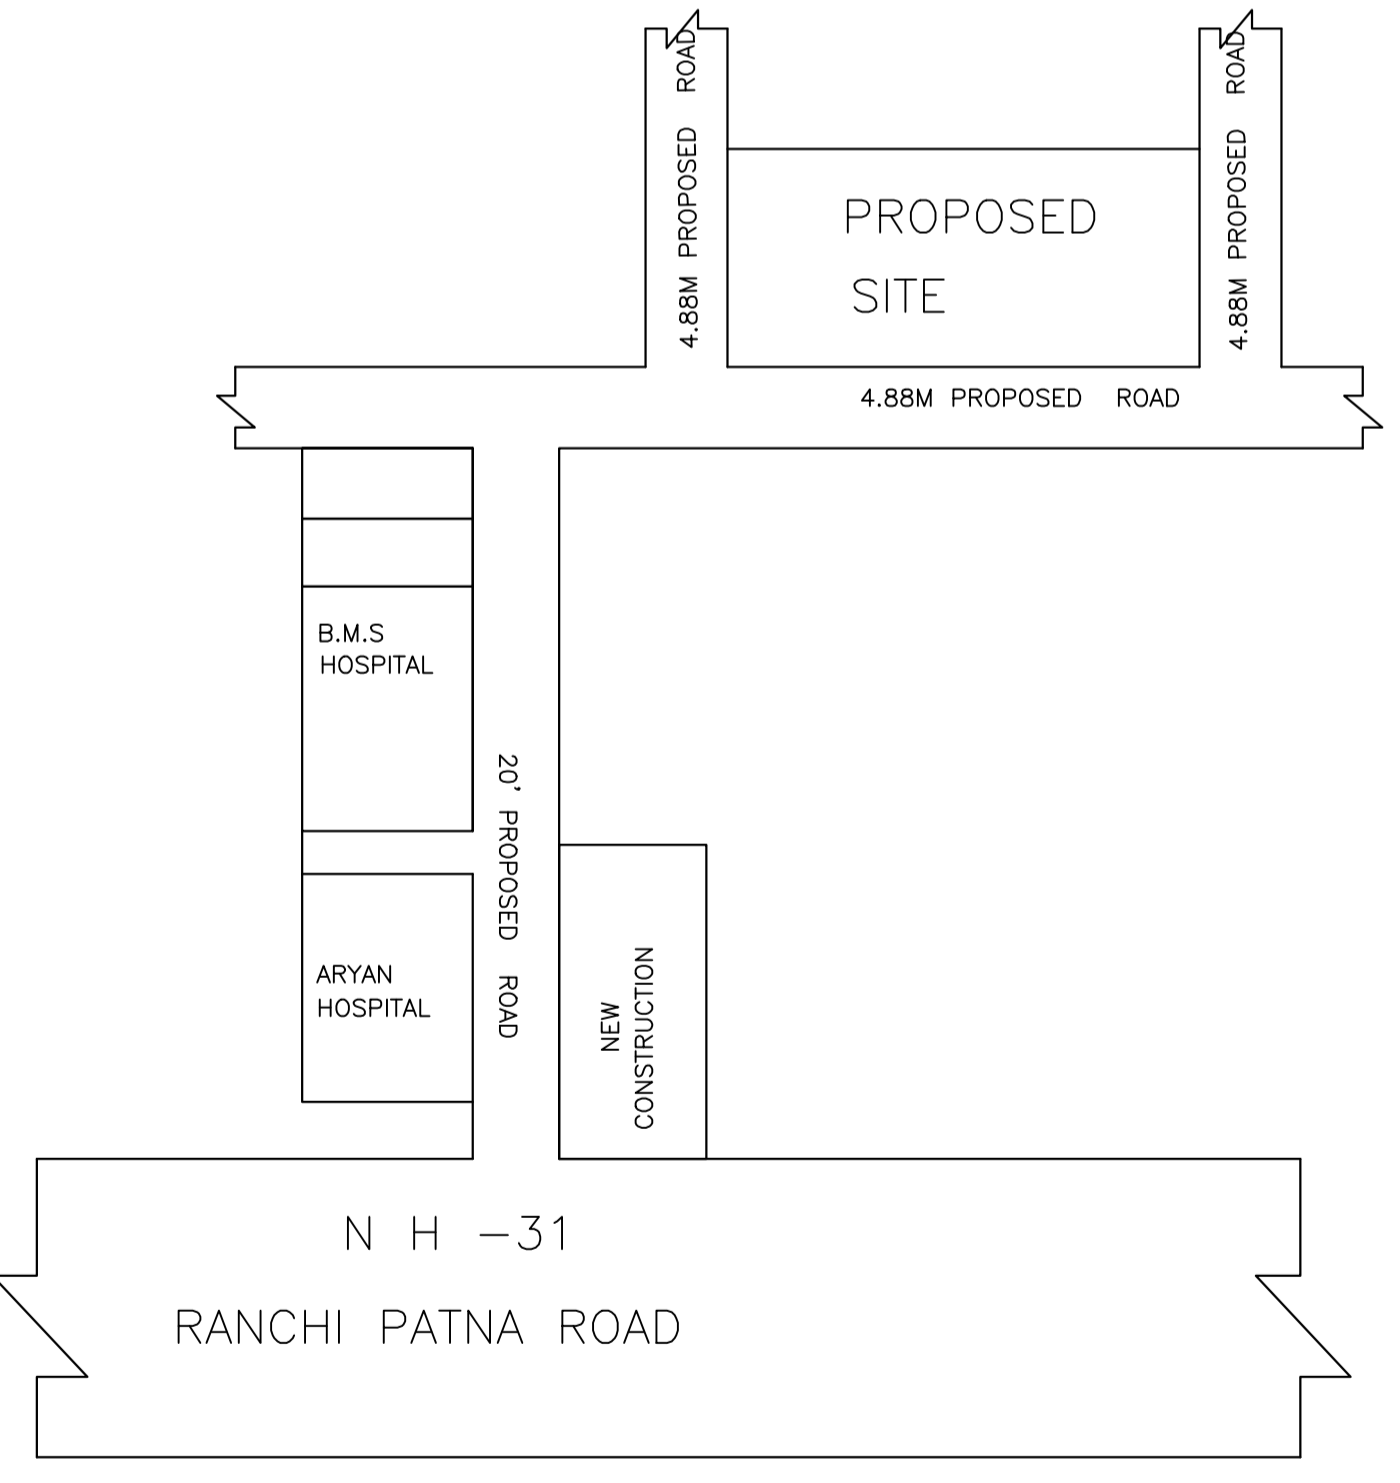 4.88M PROPOSED ROAD
4.88M PROPOSED ROAD
PROPOSED
SITE
4.88M PROPOSED ROAD
B.M.S
HOSPITAL
20' PROPOSED ROAD
ARYAN
HOSPITAL
NEW
CONSTRUCTION
N H -31
RANCHI PATNA ROAD